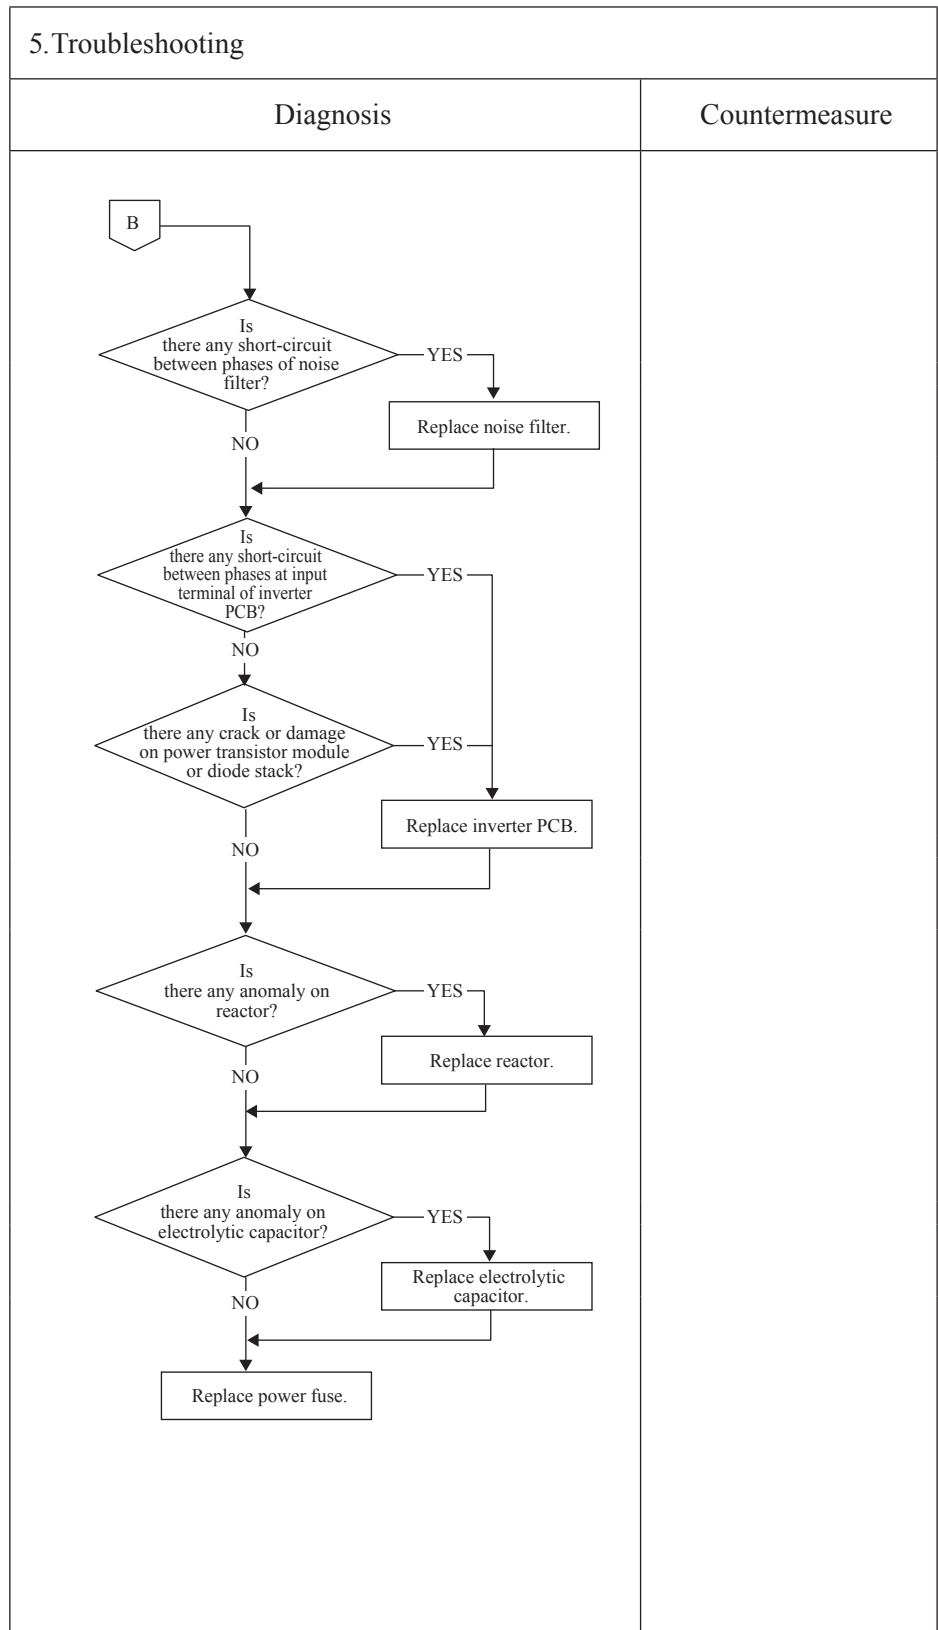 5.Troubleshooting
Diagnosis
Countermeasure
B
Is
there any short-circuit
between phases of noise
filter?
YES
Replace noise filter.
NO
Is
there any short-circuit
between phases at input
terminal of inverter
PCB?
YES
NO
Is
there any crack or damage
on power transistor module
or diode stack?
YES
Replace inverter PCB.
NO
Is
there any anomaly on
reactor?
YES
Replace reactor.
NO
Is
there any anomaly on
electrolytic capacitor?
YES
Replace electrolytic
capacitor.
NO
Replace power fuse.